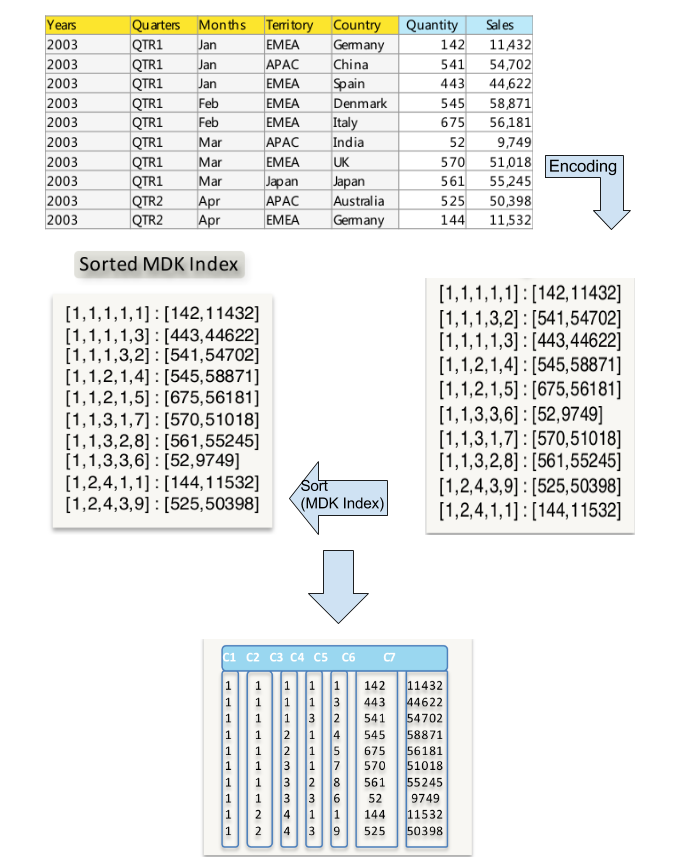 Years Quarters Months Territory Country Quantity Sales
2003 QTR1 Jan EMEA Germany 142 11,432
2003 QTR1 Jan APAC China 541 54,702
2003 QTR1 Jan EMEA Spain 443 44,622
2003 QTR1 Feb EMEA Denmark 545 58,871
2003 QTR1 Feb EMEA Italy 675 56,181
2003 QTR1 Mar APAC India 52 9,749
2003 QTR1 Mar EMEA UK 570 51,018
2003 QTR1 Mar Japan Japan 561 55,245
2003 QTR2 Apr APAC Australia 525 50,398
2003 QTR2 Apr EMEA Germany 144 11,532
Encoding
[1,1,1,1,1] : [142,11432]
[1,1,1,3,2] : [541,54702]
[1,1,1,1,3] : [443,44622]
[1,1,2,1,4] : [545,58871]
[1,1,2,1,5] : [675,56181]
[1,1,3,3,6] : [52,9749]
[1,1,3,1,7] : [570,51018]
[1,1,3,2,8] : [561,55245]
[1,2,4,3,9] : [525,50398]
[1,2,4,1,1] : [144,11532]
Sort
(MDK Index)
Sorted MDK Index
[1,1,1,1,1] : [142,11432]
[1,1,1,1,3] : [443,44622]
[1,1,1,3,2] : [541,54702]
[1,1,2,1,4] : [545,58871]
[1,1,2,1,5] : [675,56181]
[1,1,3,1,7] : [570,51018]
[1,1,3,2,8] : [561,55245]
[1,1,3,3,6] : [52,9749]
[1,2,4,1,1] : [144,11532]
[1,2,4,3,9] : [525,50398]
C1 C2 C3 C4 C5 C6 C7
1 1 1 1 1 142 11432
1 1 1 1 3 443 44622
1 1 1 3 2 541 54702
1 1 2 1 4 545 58871
1 1 2 1 5 675 56181
1 1 3 1 7 570 51018
1 1 3 2 8 561 55245
1 1 3 3 6 52 9749
1 2 4 1 1 144 11532
1 2 4 3 9 525 50398